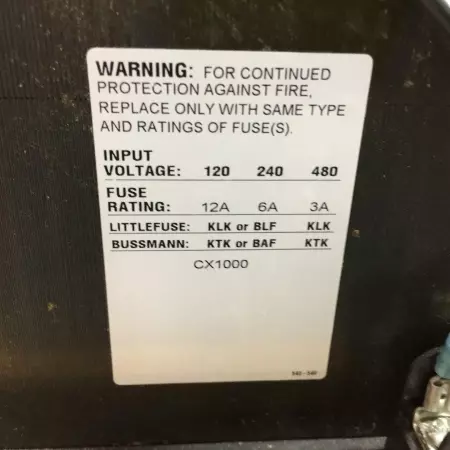 WARNING: FOR CONTINUED
PROTECTION AGAINST FIRE,
REPLACE ONLY WITH SAME TYPE
AND RATINGS OF FUSE(S).
INPUT
VOLTAGE: 120 240 480
FUSE
RATING: 12A 6A 3A
LITTLEFUSE: KLK or BLF KLK
BUSSMANN: KTK or BAF KTK
CX1000